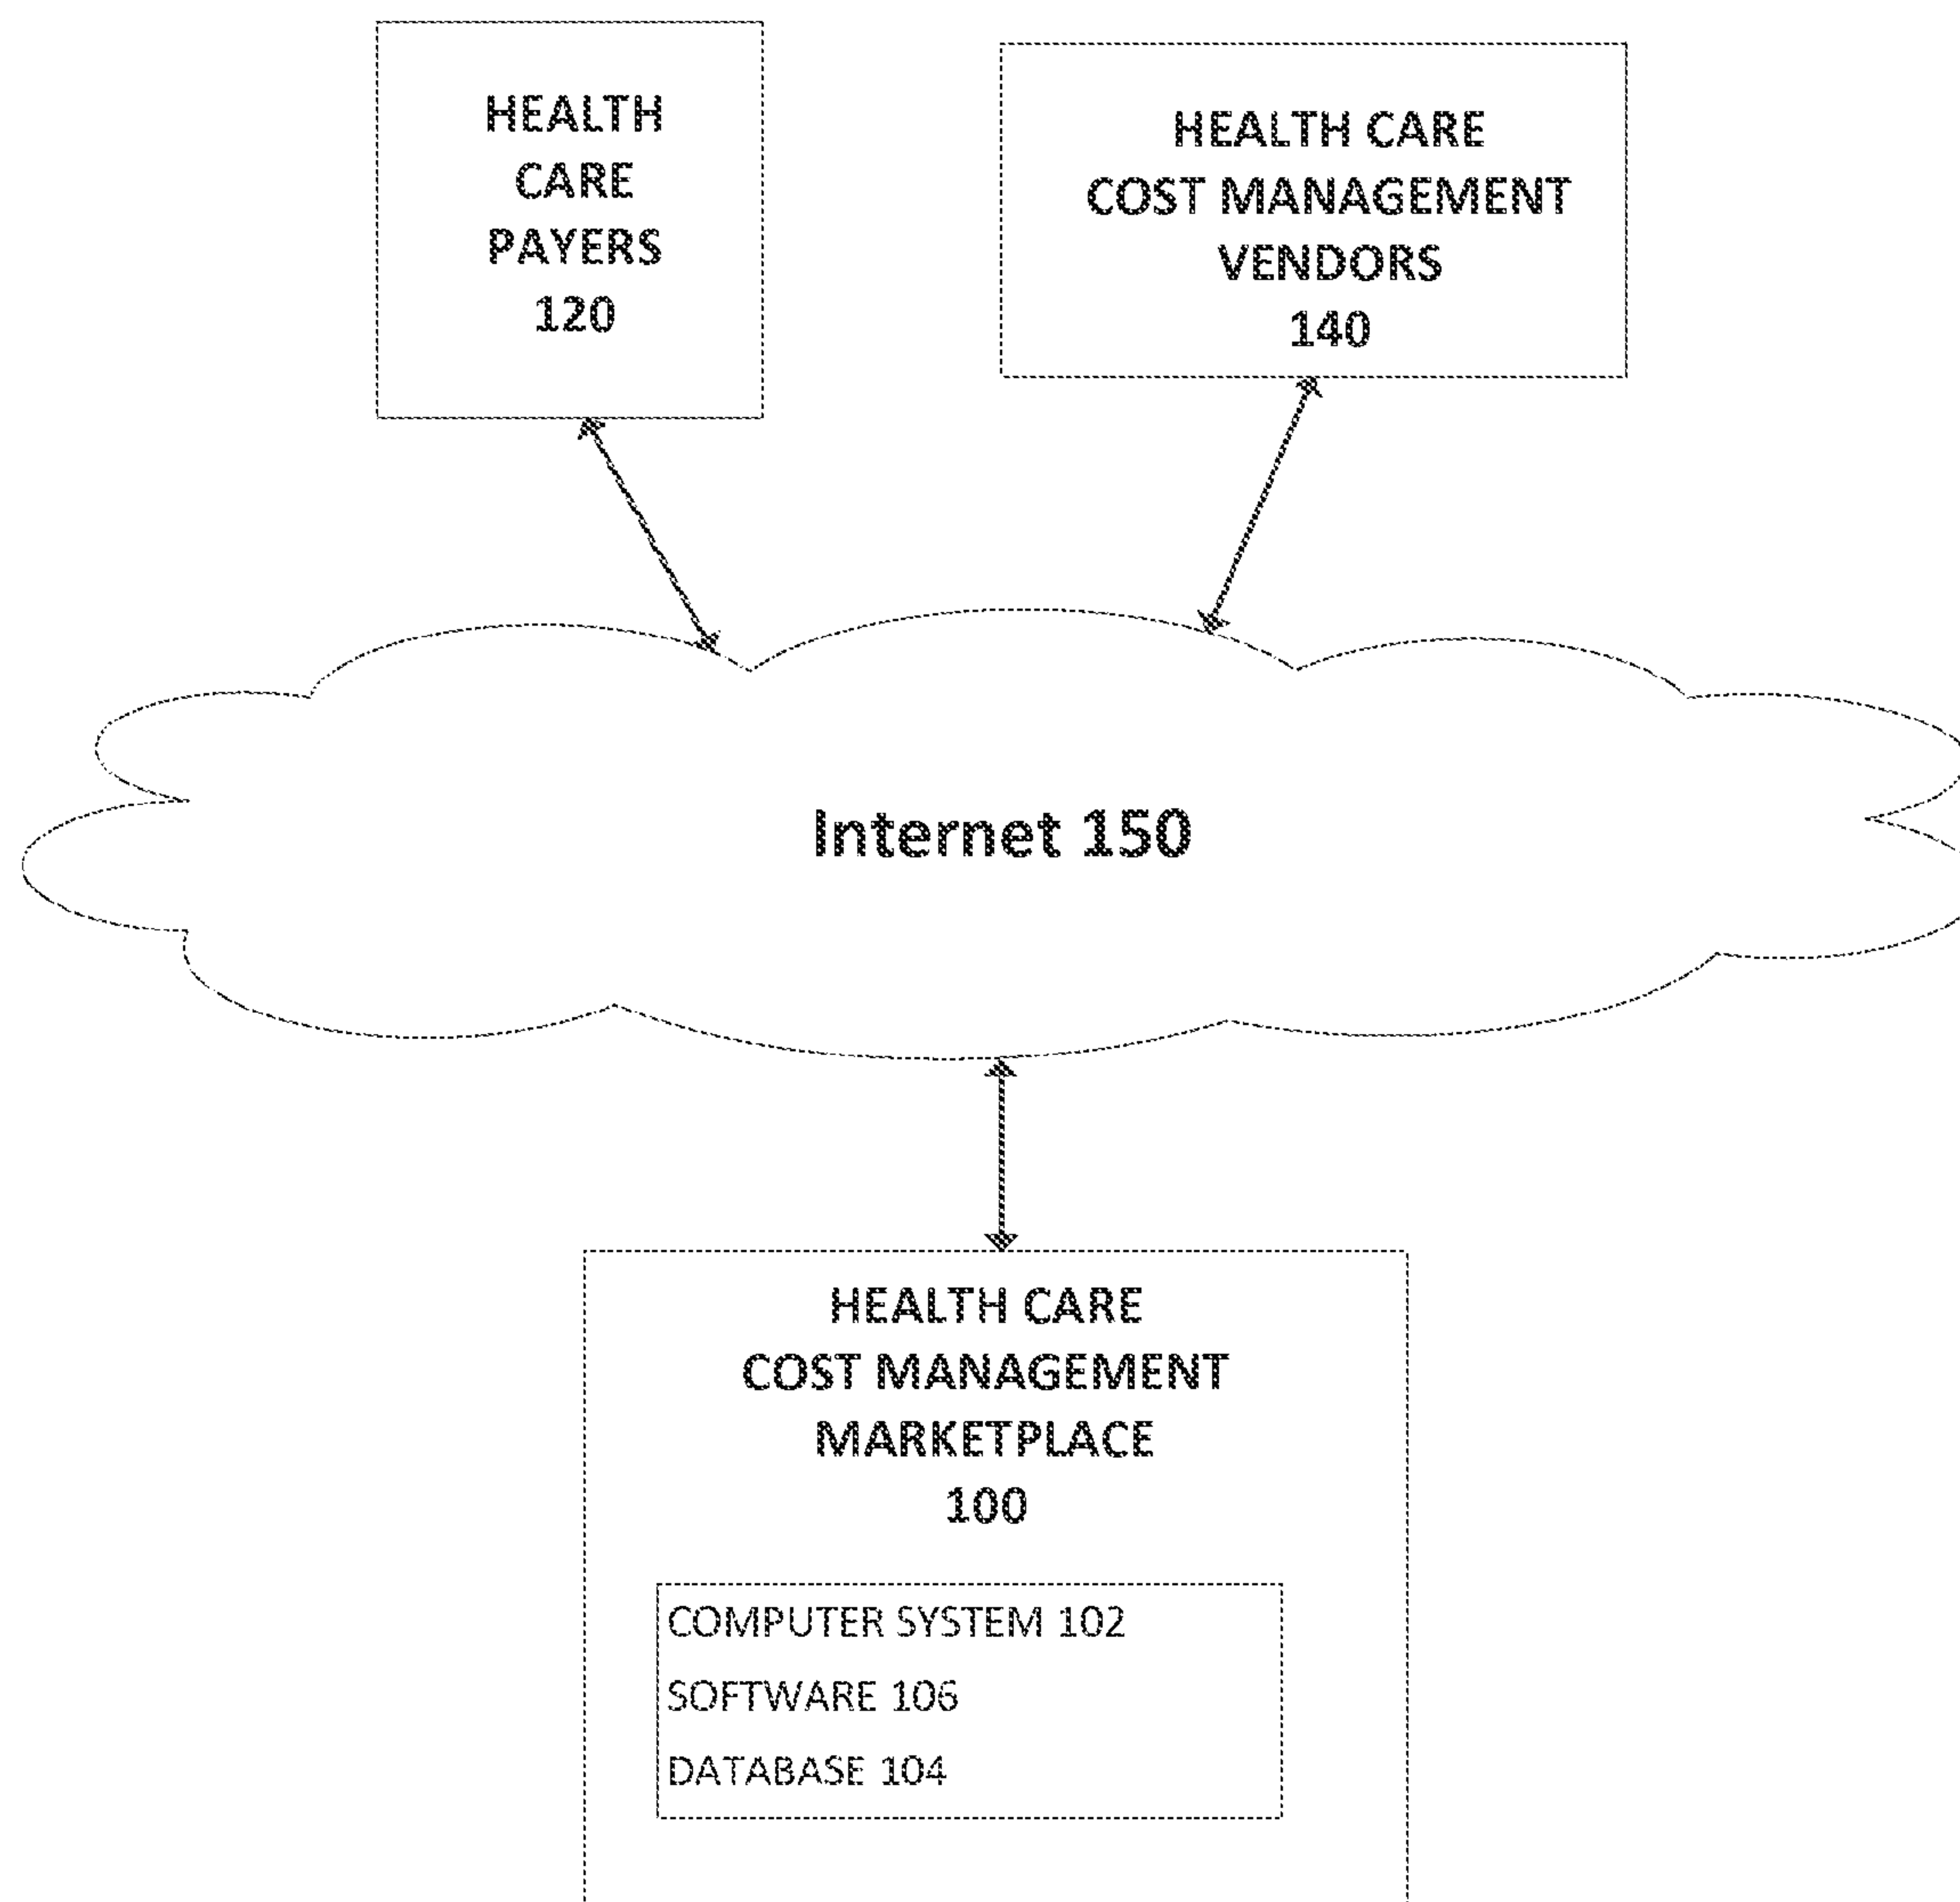 HEALTH
CARE
PAYERS
120
HEALTH CARE
COST MANAGEMENT
VENDORS
140
Internet 150
HEALTH CARE
COST MANAGEMENT
MARKETPLACE
100
COMPUTER SYSTEM 102
SOFTWARE 106
DATABASE 104